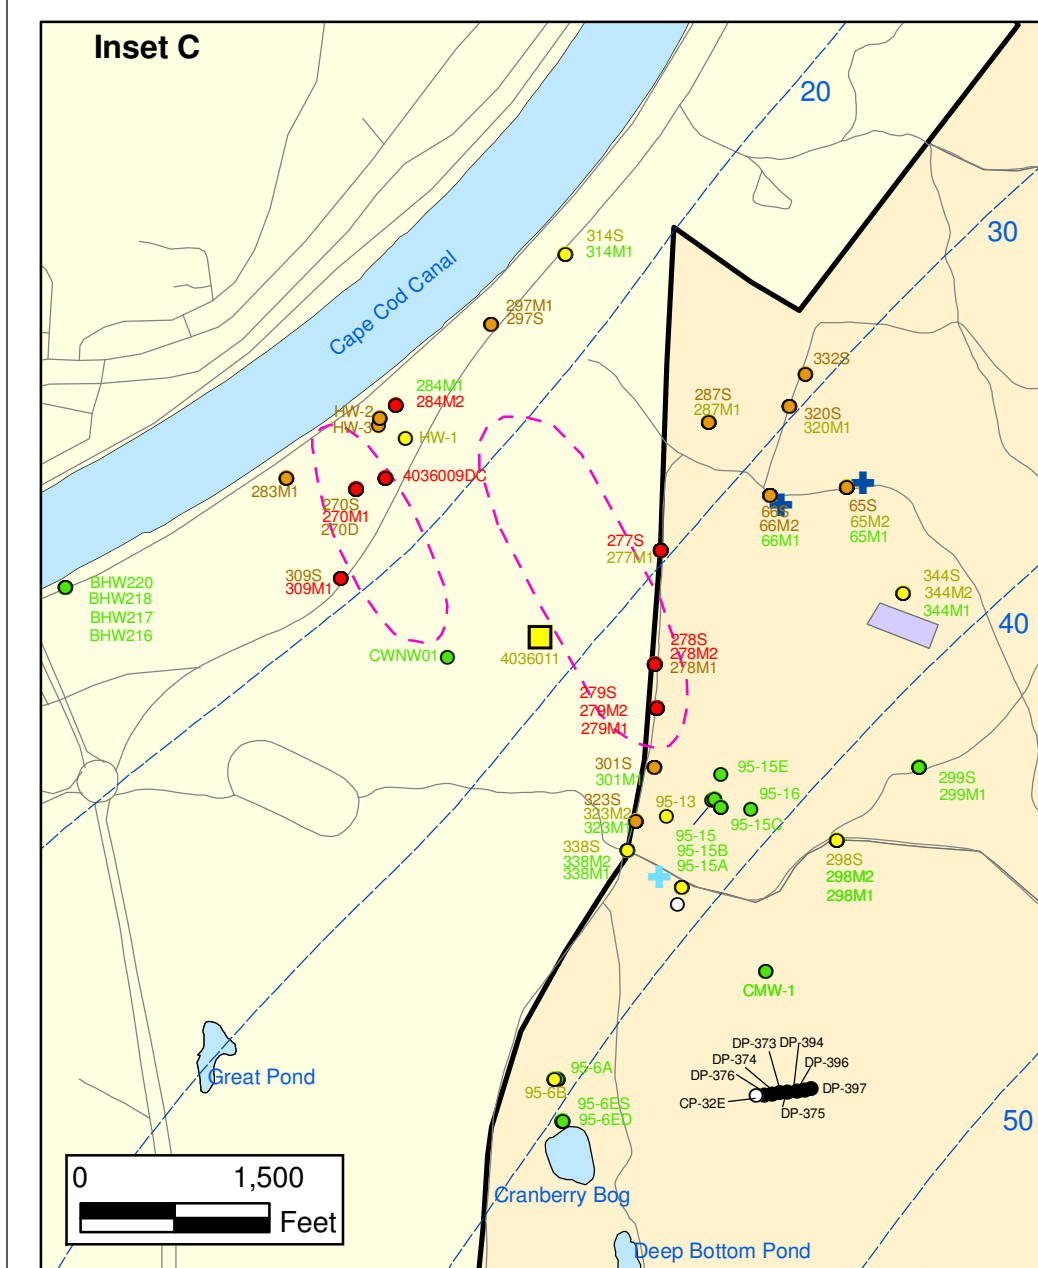 Inset C
20
30
314S
314M1
Cape Cod Canal
297M1
297S
332S
284M1
284M2
287S
287M1
320S
320M1
HW-2
HW-3
HW-1
4036009DC
283M1
270S
270M1
270D
66S
66M2
66M1
65S
65M2
65M1
277S
277M1
309S
309M1
344S
344M2
344M1
BHW220
BHW218
BHW217
BHW216
40
278S
278M2
278M1
CWNW01
4036011
279S
279M2
279M1
301S
301M1
95-15E
299S
299M1
323S
323M2
323M1
95-13
95-16
95-15C
95-15
95-15B
95-15A
338S
338M2
338M1
298S
298M2
298M1
CMW-1
DP-373
DP-394
DP-374
DP-396
DP-376
DP-397
CP-32E
DP-375
95-6A
95-6B
Great Pond
95-6ES
95-6ED
50
0
1,500
Feet
Cranberry Bog
Deep Bottom Pond